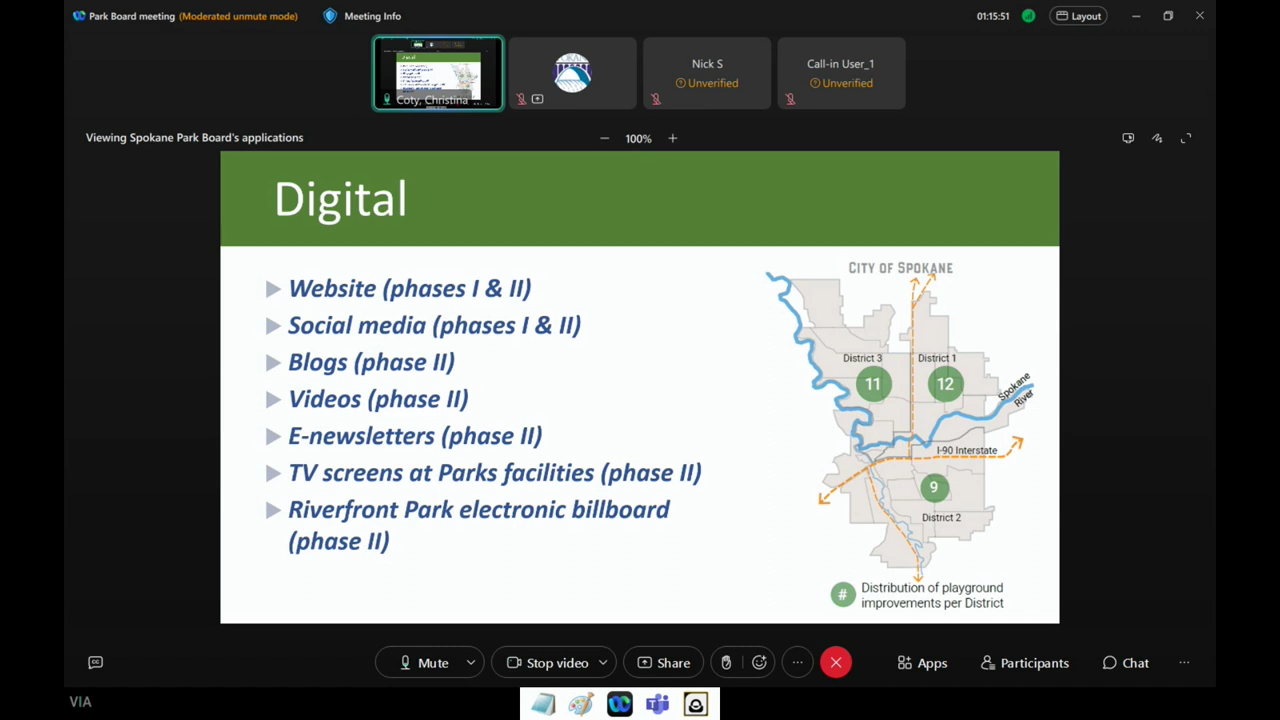 Park Board meeting (Moderated unmute mode)
Meeting Info
01:15:51
Layout
Coty, Christina
Nick S
Unverified
Call-in User_1
Unverified
Viewing Spokane Park Board's applications
100%
Digital
Website (phases I & II)
Social media (phases I & II)
Blogs (phase II)
Videos (phase II)
E-newsletters (phase II)
TV screens at Parks facilities (phase II)
Riverfront Park electronic billboard
(phase II)
CITY OF SPOKANE
District 3
District 1
11
12
Spokane
River
I-90 Interstate
9
District 2
#
Distribution of playground
improvements per District
Mute
Stop video
Share
Apps
Participants
Chat
VIA